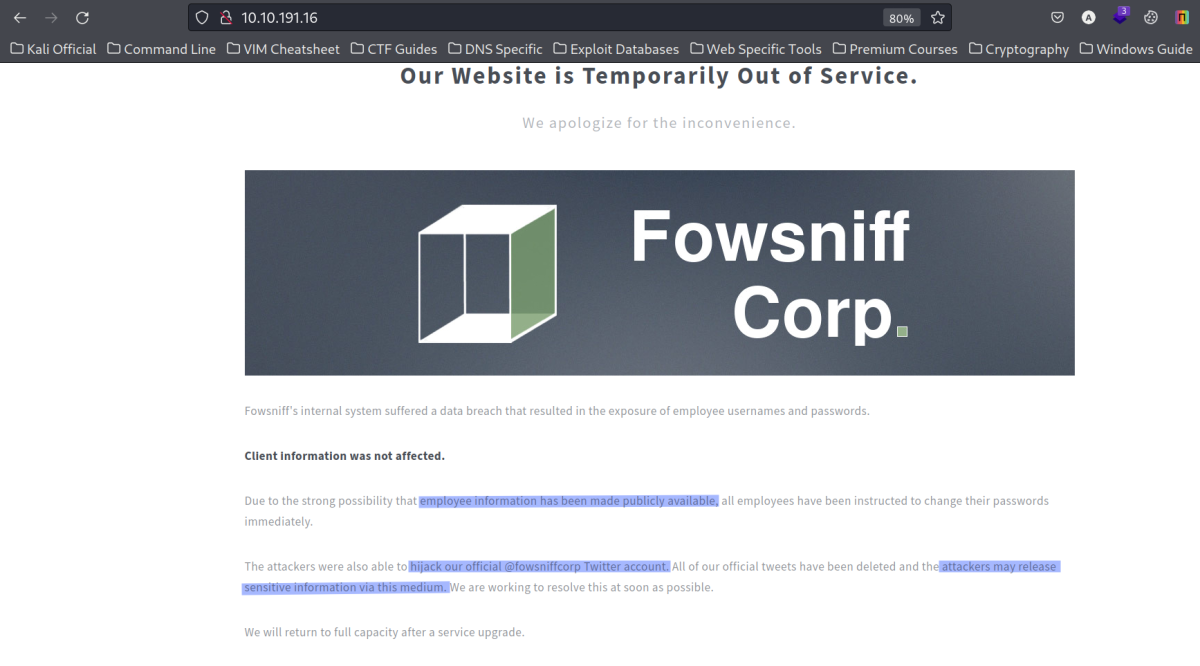 10.10.191.16
80%
A
3
Kali Official Command Line VIM Cheatsheet CTF Guides DNS Specific Exploit Databases Web Specific Tools Premium Courses Cryptography Windows Guide
Our Website is Temporarily Out of Service.
We apologize for the inconvenience.
Fowsniff
Corp.
Fowsniff's internal system suffered a data breach that resulted in the exposure of employee usernames and passwords.
Client information was not affected.
Due to the strong possibility that employee information has been made publicly available, all employees have been instructed to change their passwords
immediately.
The attackers were also able to hijack our official @fowsniffcorp Twitter account. All of our official tweets have been deleted and the attackers may release
sensitive information via this medium. We are working to resolve this at soon as possible.
We will return to full capacity after a service upgrade.